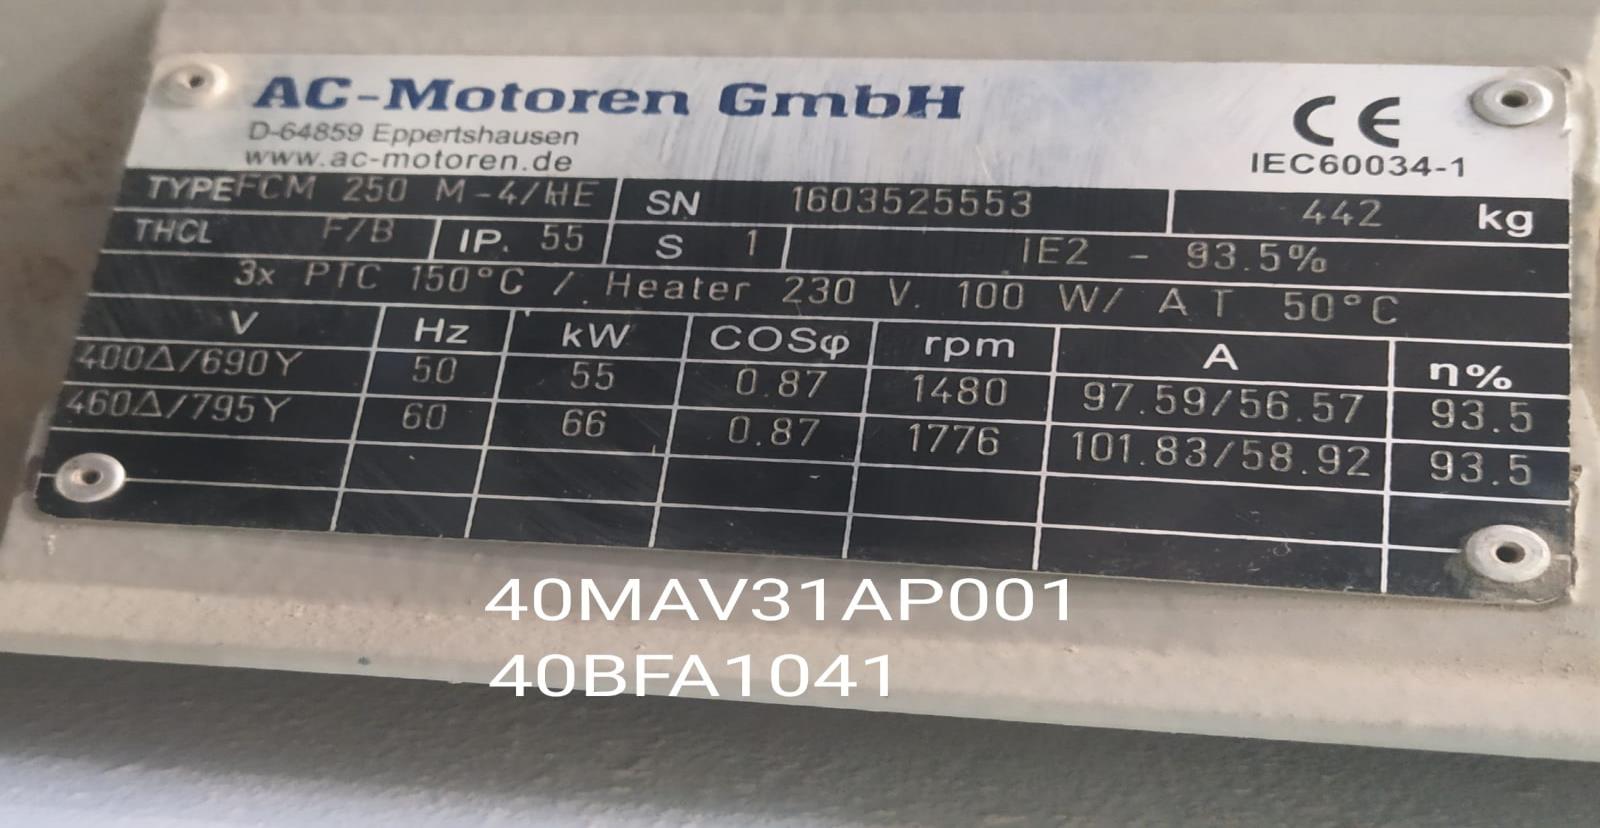 AC-Motoren GmbH
D-64859 Eppertshausen
www.ac-motoren.de
CE
IEC60034-1
TYPE FCM 250 M-4/HE SN 1603525553 442 kg
THCL F/B IP. 55 S 1 IE2 - 93.5%
3x PTC 150°C /. Heater 230 V. 100 W/ A T 50°C
V Hz kW COSφ rpm A η%
400Δ/690Y 50 55 0.87 1480 97.59/56.57 93.5
460Δ/795Y 60 66 0.87 1776 101.83/58.92 93.5
40MAV31AP001
40BFA1041